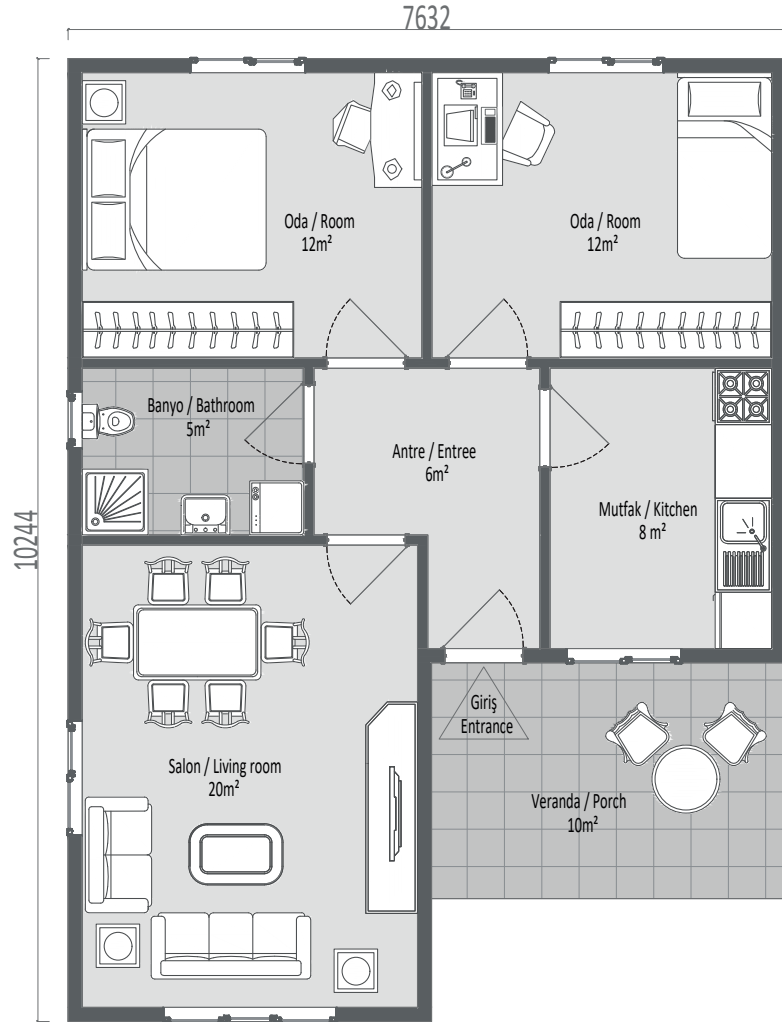 7632
10244
Oda / Room
12m²
Oda / Room
12m²
Banyo / Bathroom
5m²
Antre / Entree
6m²
Mutfak / Kitchen
8 m²
Giriş
Entrance
Salon / Living room
20m²
Veranda / Porch
10m²